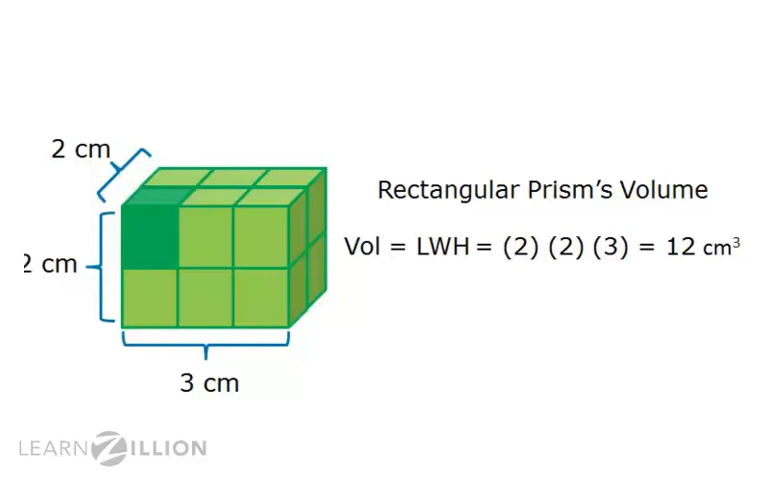 2 cm
Rectangular Prism's Volume
Vol = LWH = (2) (2) (3) = 12 cm³
2 cm
3 cm
LEARNZILLION